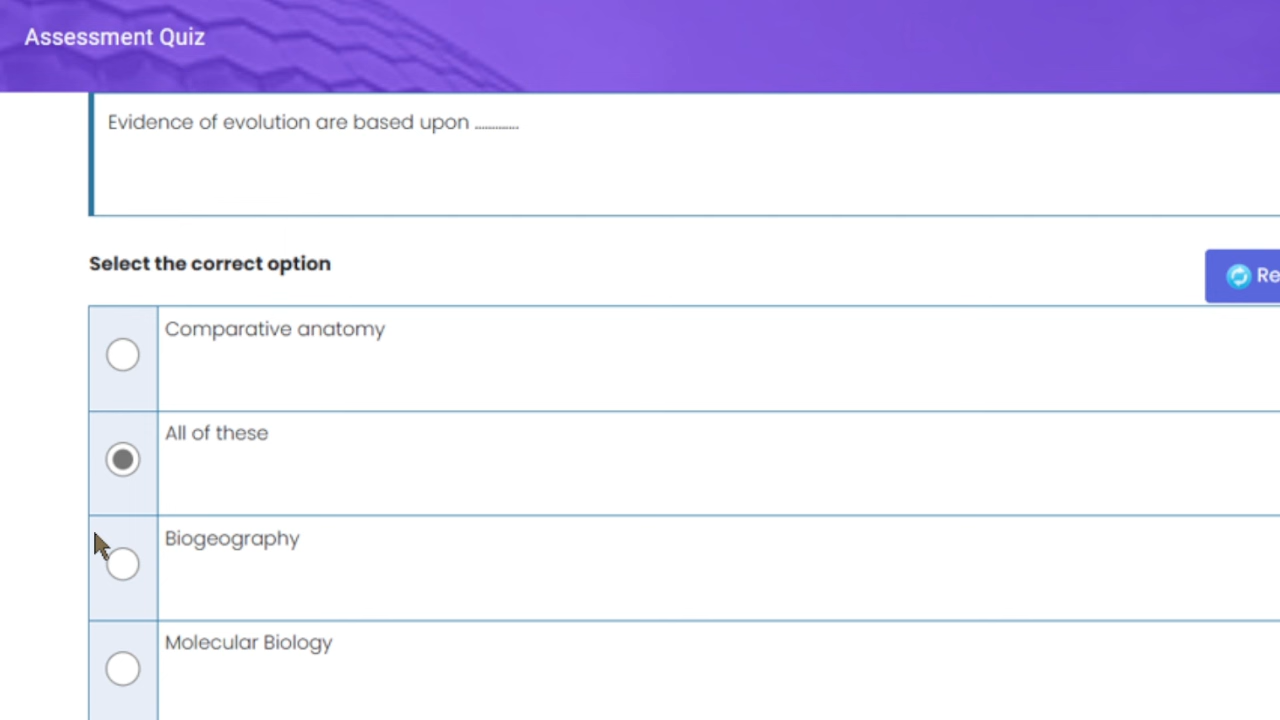 Assessment Quiz
Evidence of evolution are based upon .............
Select the correct option
Re
Comparative anatomy
All of these
Biogeography
Molecular Biology